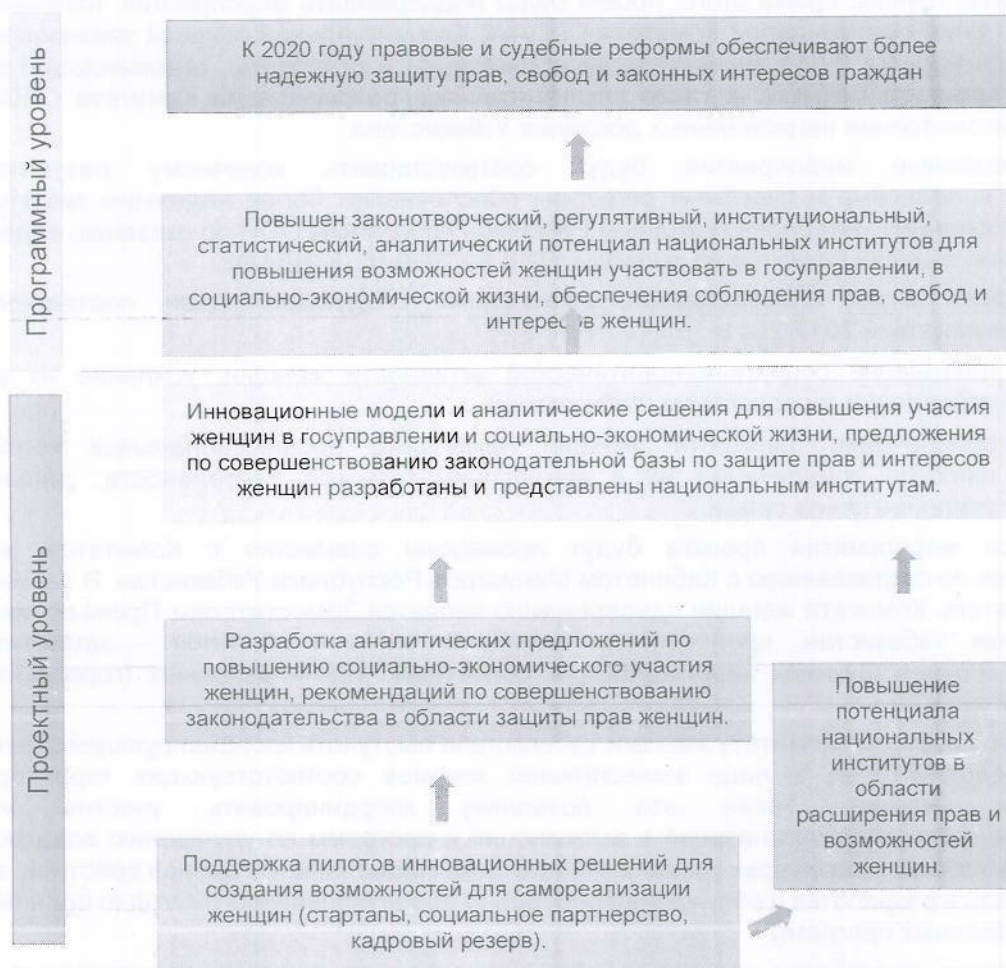 Программный уровень
К 2020 году правовые и судебные реформы обеспечивают более
надежную защиту прав, свобод и законных интересов граждан
Повышен законотворческий, регулятивный, институциональный,
статистический, аналитический потенциал национальных институтов для
повышения возможностей женщин участвовать в госуправлении, в
социально-экономической жизни, обеспечения соблюдения прав, свобод и
интересов женщин.
Проектный уровень
Инновационные модели и аналитические решения для повышения участия
женщин в госуправлении и социально-экономической жизни, предложения
по совершенствованию законодательной базы по защите прав и интересов
женщин разработаны и представлены национальным институтам.
Разработка аналитических предложений по
повышению социально-экономического участия
женщин, рекомендаций по совершенствованию
законодательства в области защиты прав женщин.
Повышение
потенциала
национальных
институтов в
области
расширения прав и
возможностей
женщин.
Поддержка пилотов инновационных решений для
создания возможностей для самореализации
женщин (стартапы, социальное партнерство,
кадровый резерв).